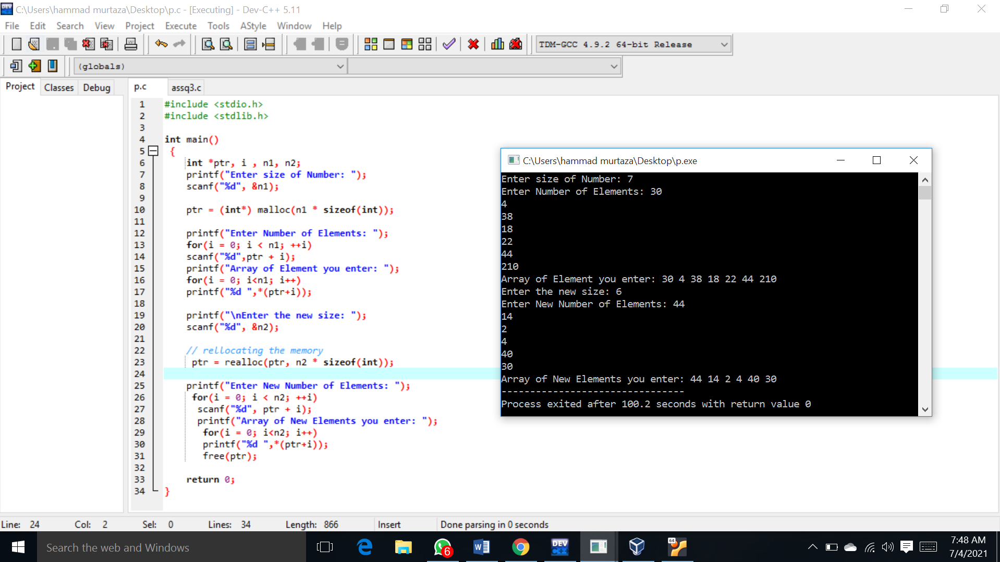 C:\Users\hammad murtaza\Desktop\p.c - [Executing] - Dev-C++ 5.11
File Edit Search View Project Execute Tools AStyle Window Help
TDM-GCC 4.9.2 64-bit Release
(globals)
Project Classes Debug
p.c assq3.c
1 #include <stdio.h>
2 #include <stdlib.h>
3
4 int main()
5 {
6 int *ptr, i , n1, n2;
7 printf("Enter size of Number: ");
8 scanf("%d", &n1);
9
10 ptr = (int*) malloc(n1 * sizeof(int));
11
12 printf("Enter Number of Elements: ");
13 for(i = 0; i < n1; ++i)
14 scanf("%d",ptr + i);
15 printf("Array of Element you enter: ");
16 for(i = 0; i<n1; i++)
17 printf("%d ",*(ptr+i));
18
19 printf("\nEnter the new size: ");
20 scanf("%d", &n2);
21
22 // rellocating the memory
23 ptr = realloc(ptr, n2 * sizeof(int));
24
25 printf("Enter New Number of Elements: ");
26 for(i = 0; i < n2; ++i)
27 scanf("%d", ptr + i);
28 printf("Array of New Elements you enter: ");
29 for(i = 0; i<n2; i++)
30 printf("%d ",*(ptr+i));
31 free(ptr);
32
33 return 0;
34 }
C:\Users\hammad murtaza\Desktop\p.exe
Enter size of Number: 7
Enter Number of Elements: 30
4
38
18
22
44
210
Array of Element you enter: 30 4 38 18 22 44 210
Enter the new size: 6
Enter New Number of Elements: 44
14
2
4
40
30
Array of New Elements you enter: 44 14 2 4 40 30
--------------------------------
Process exited after 100.2 seconds with return value 0
Line: 24 Col: 2 Sel: 0 Lines: 34 Length: 866 Insert Done parsing in 0 seconds
Search the web and Windows
6
DEV C++
64
7:48 AM
7/4/2021